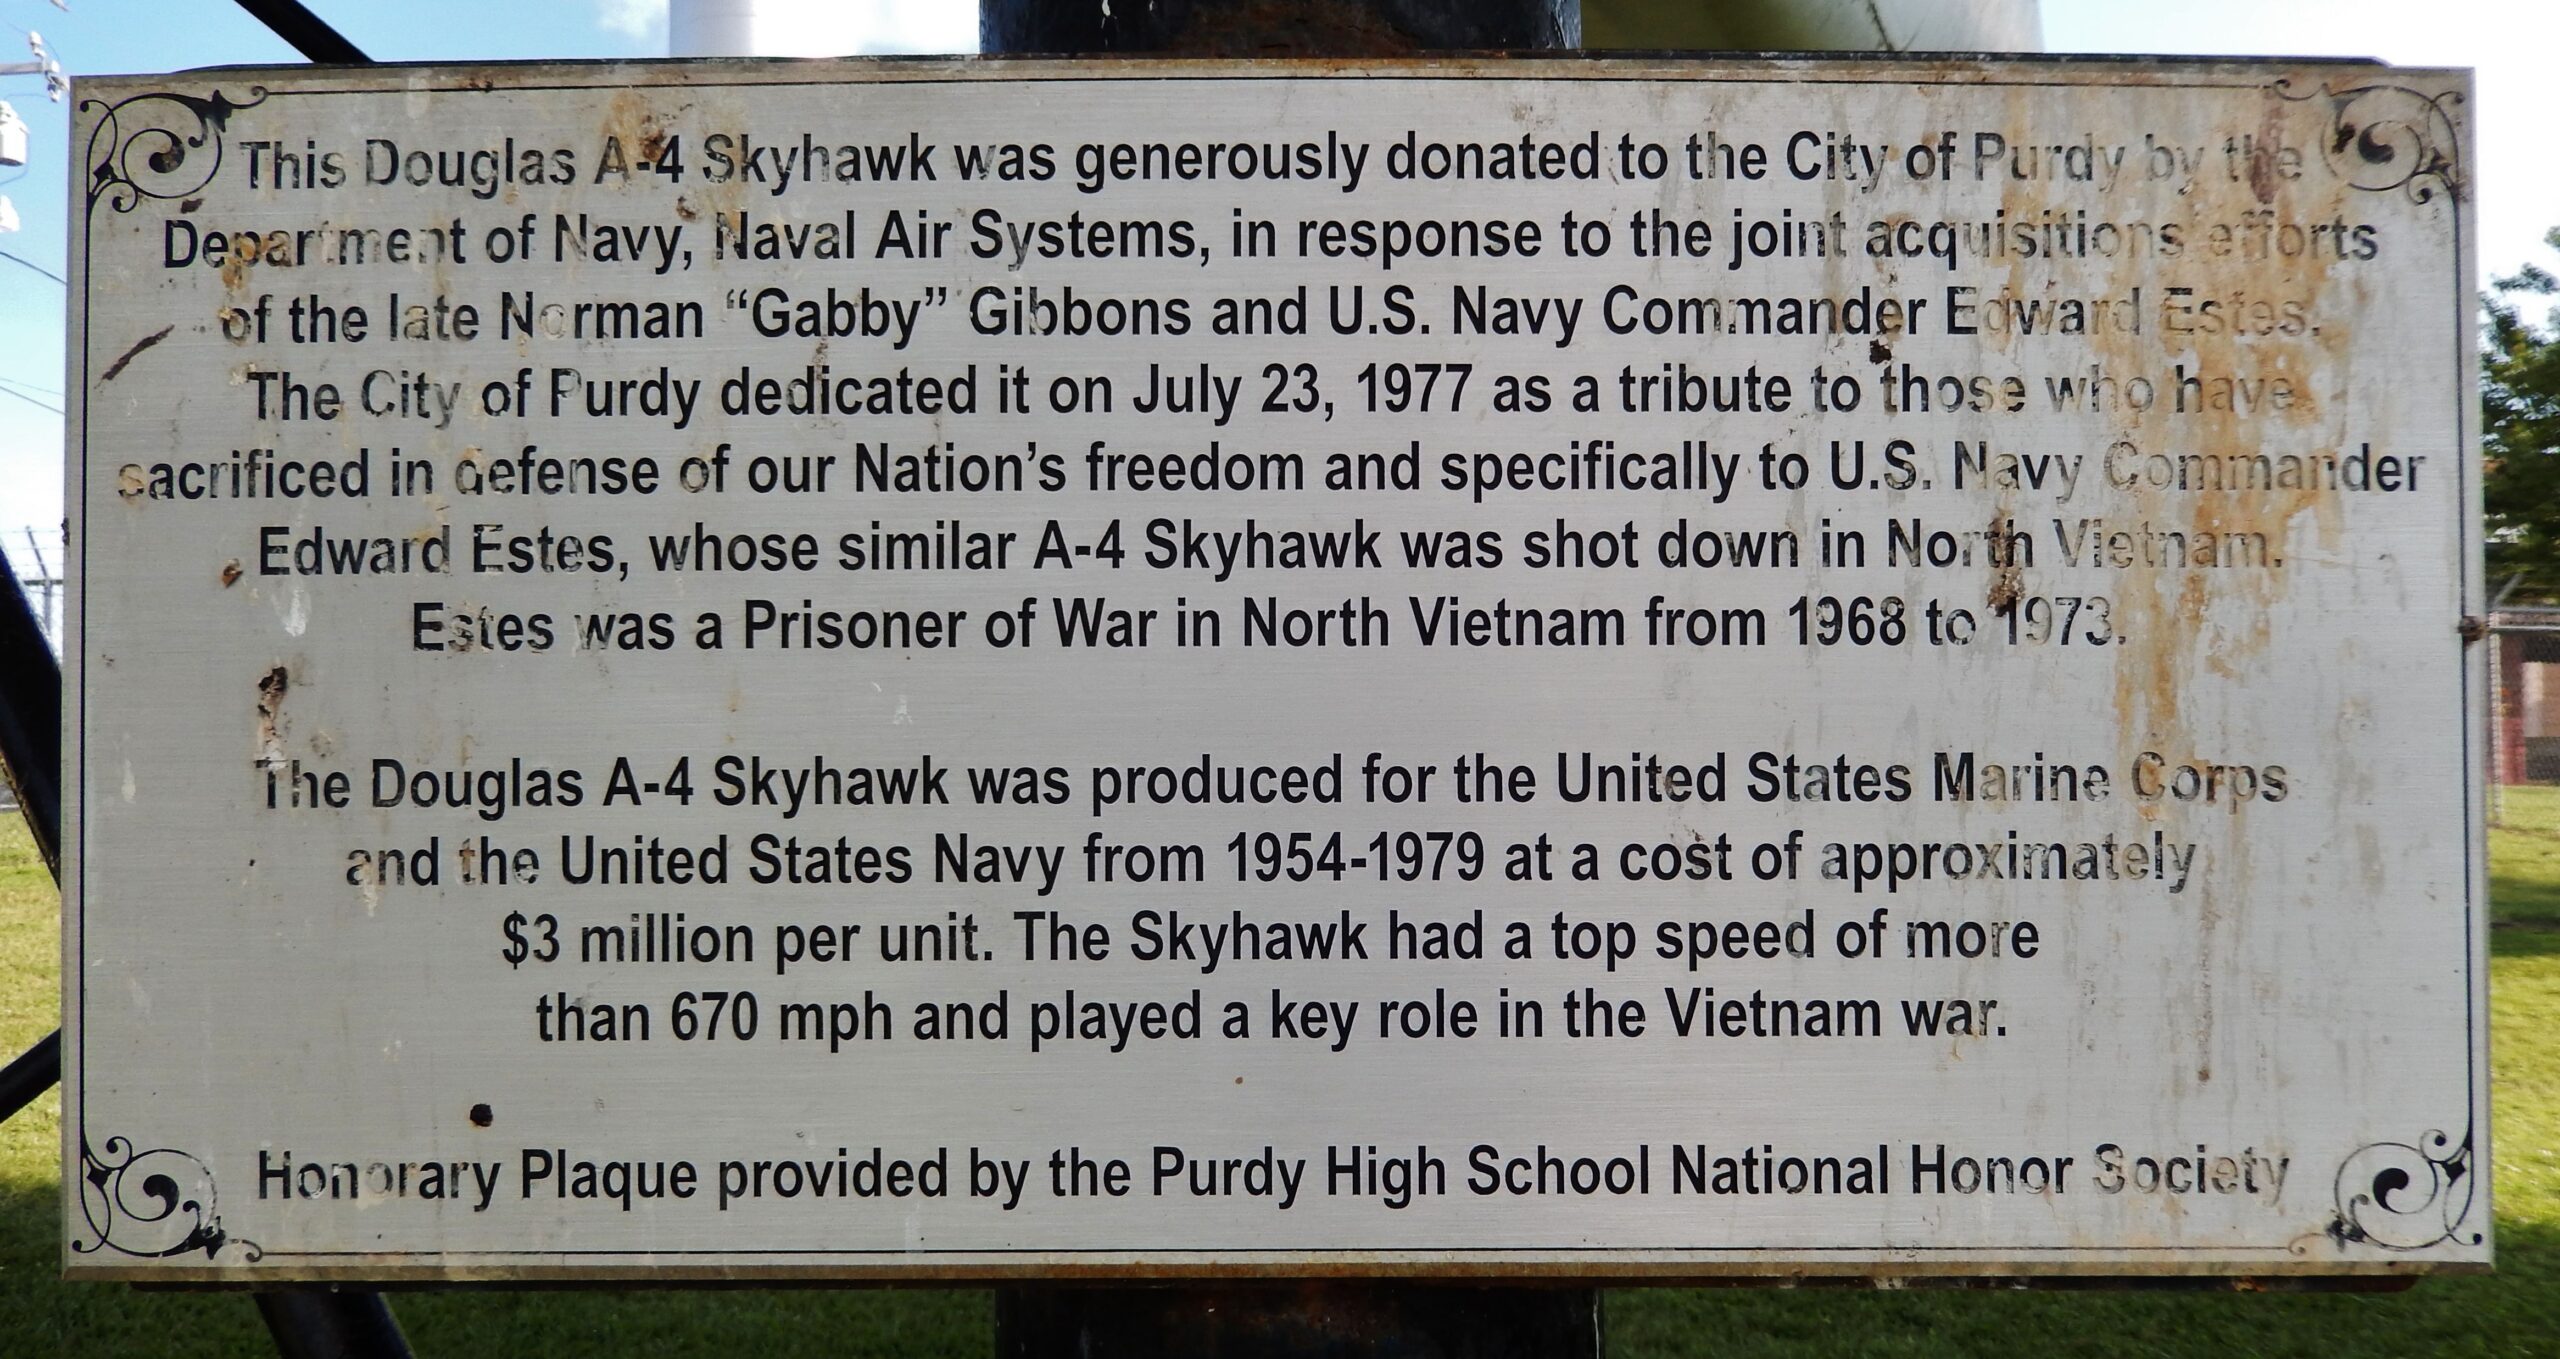 This Douglas A-4 Skyhawk was generously donated to the City of Purdy by the
Department of Navy, Naval Air Systems, in response to the joint acquisitions efforts
of the late Norman “Gabby” Gibbons and U.S. Navy Commander Edward Estes.
The City of Purdy dedicated it on July 23, 1977 as a tribute to those who have
sacrificed in defense of our Nation’s freedom and specifically to U.S. Navy Commander
Edward Estes, whose similar A-4 Skyhawk was shot down in North Vietnam.
Estes was a Prisoner of War in North Vietnam from 1968 to 1973.
The Douglas A-4 Skyhawk was produced for the United States Marine Corps
and the United States Navy from 1954-1979 at a cost of approximately
$3 million per unit. The Skyhawk had a top speed of more
than 670 mph and played a key role in the Vietnam war.
Honorary Plaque provided by the Purdy High School National Honor Society